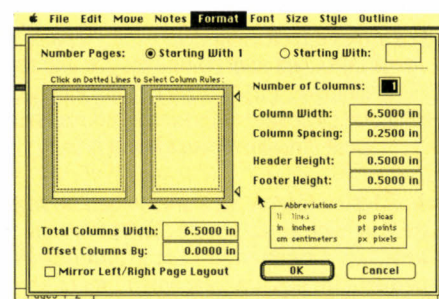 File Edit Move Notes Format Font Size Style Outline
Number Pages: Starting With 1 Starting With:
Click on Dotted Lines to Select Column Rules:
Number of Columns: 1
Column Width: 6.5000 in
Column Spacing: 0.2500 in
Header Height: 0.5000 in
Footer Height: 0.5000 in
Abbreviations
li lines pc picas
in inches pt points
cm centimeters px pixels
Total Columns Width: 6.5000 in
Offset Columns By: 0.0000 in
Mirror Left/Right Page Layout
OK Cancel